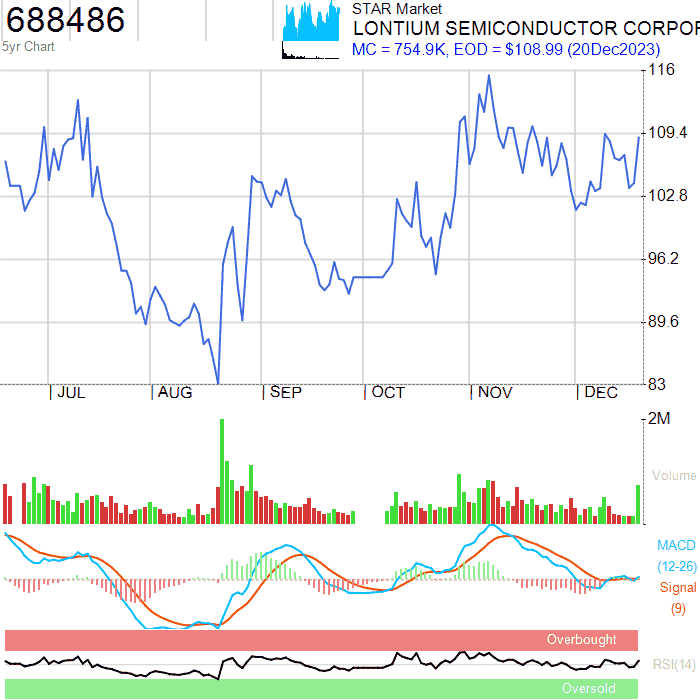 688486
5yr Chart
STAR Market
LONTIUM SEMICONDUCTOR CORPOR
MC = 754.9K, EOD = $108.99 (20Dec2023)
116
109.4
102.8
96.2
89.6
83
JUL AUG SEP OCT NOV DEC
2M
Volume
MACD
(12-26)
Signal
(9)
Overbought
RSI(14)
Oversold